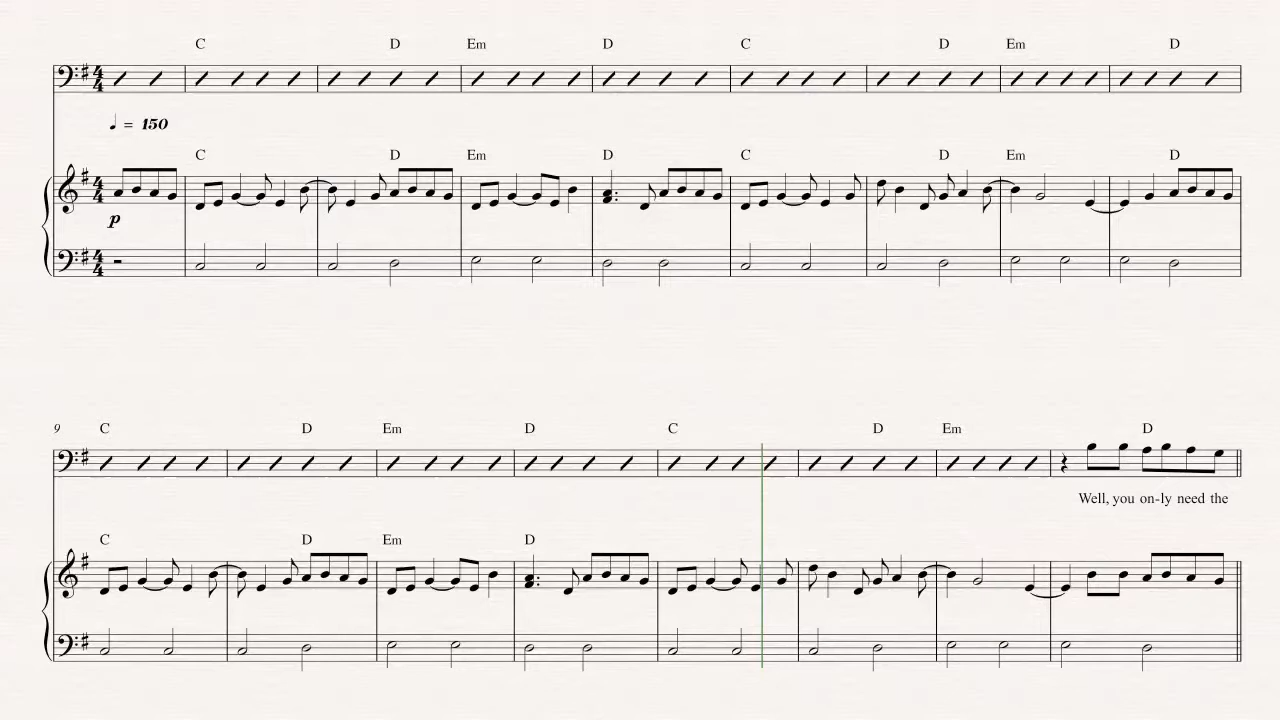 C D Em D C D Em D
♩ = 150
C D Em D C D Em D
p
9 C D Em D C D Em D
Well, you on-ly need the
C D Em D